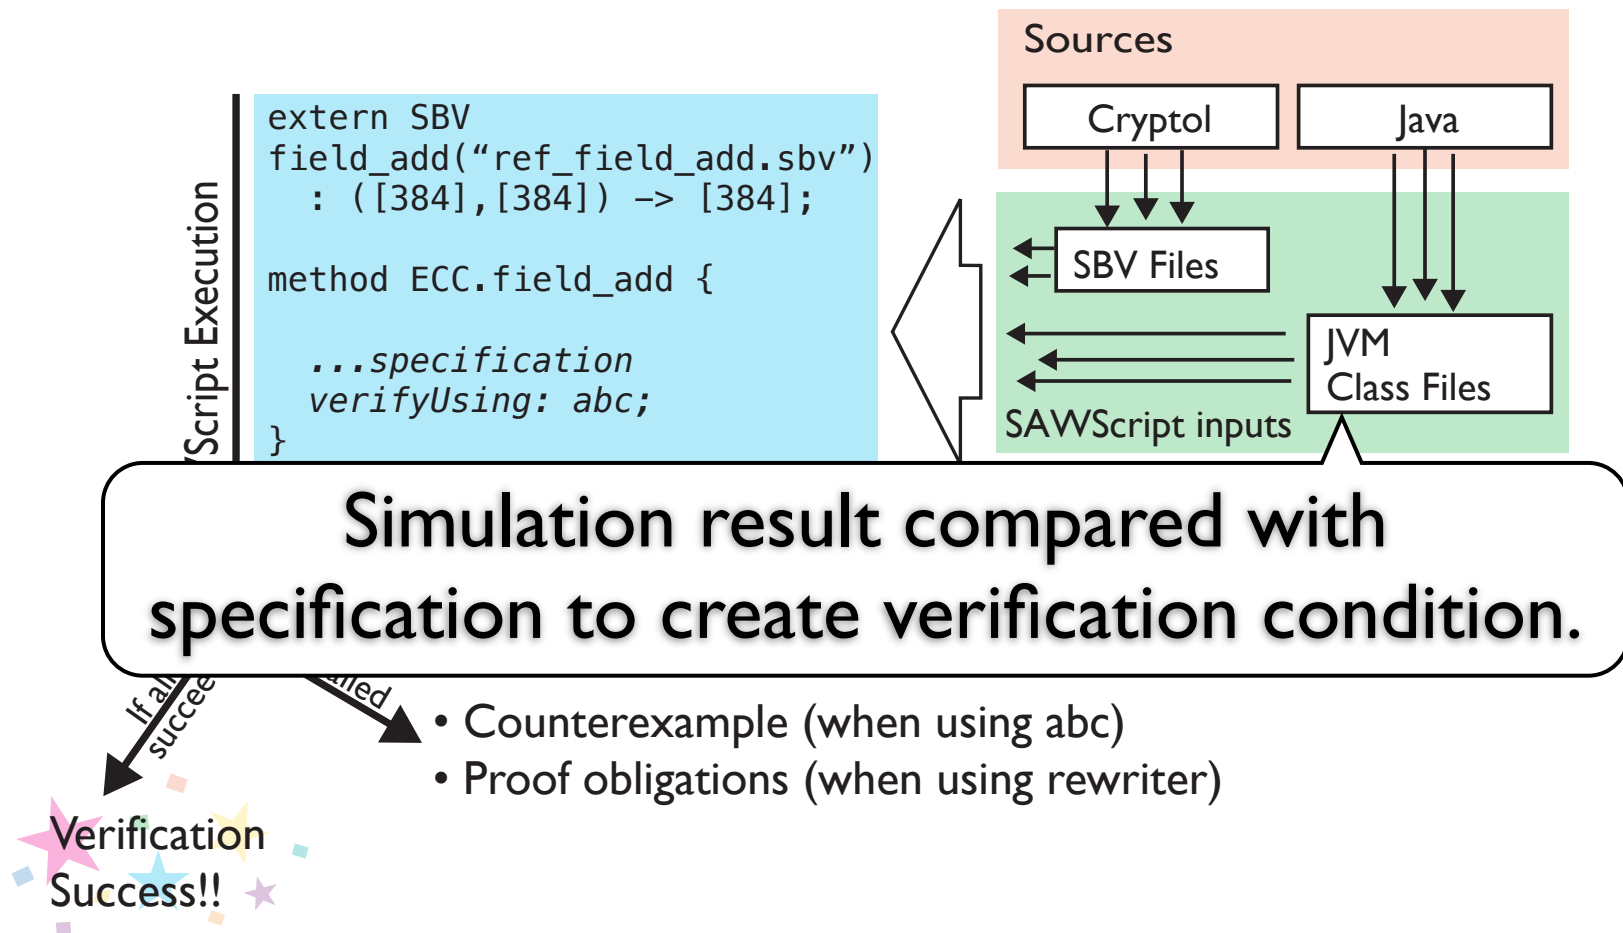 Sources
Cryptol
Java
extern SBV
field_add(“ref_field_add.sbv”)
: ([384],[384]) −> [384];
method ECC.field_add {
...specification
verifyUsing: abc;
}
Script Execution
SBV Files
JVM
Class Files
SAWScript inputs
Simulation result compared with
specification to create verification condition.
If all
• Counterexample (when using abc)
• Proof obligations (when using rewriter)
Verification
Success!!